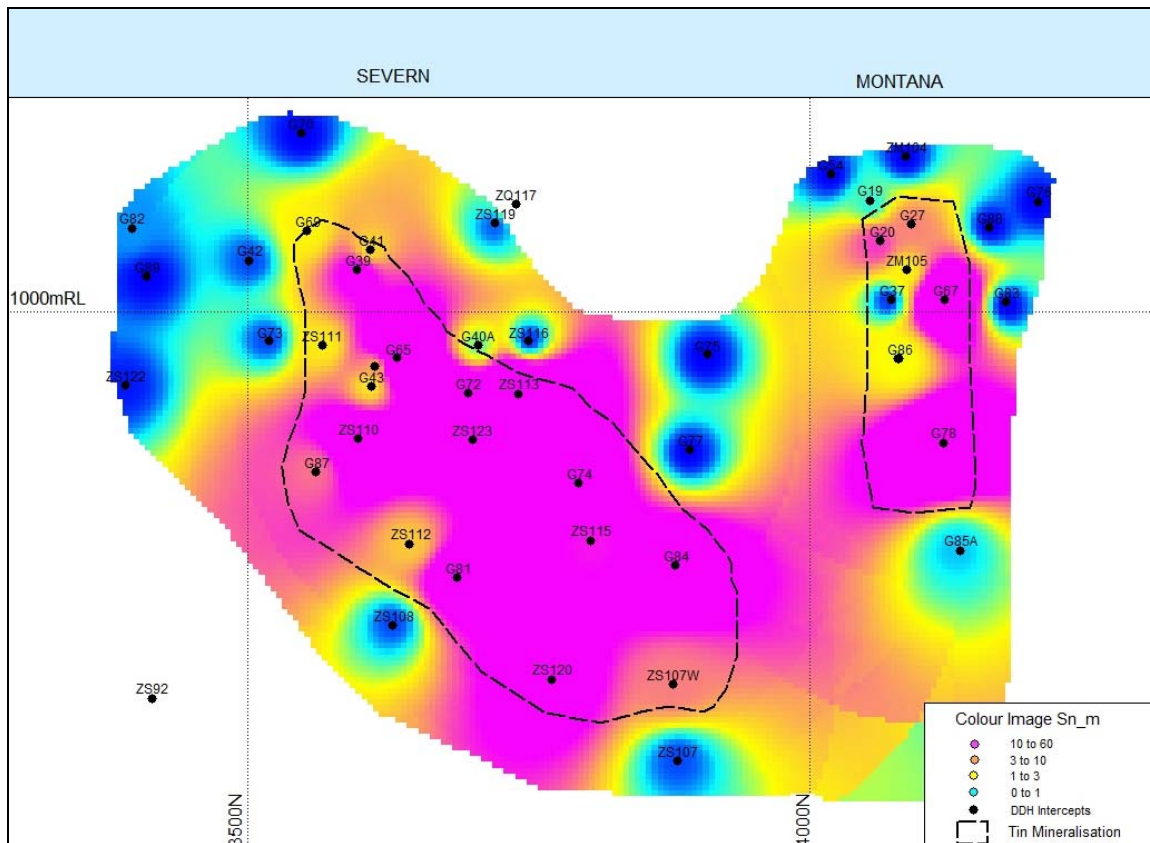 SEVERN
MONTANA
G70
ZM104
G64
G76
G19
ZQ117
G82
G69
ZS119
G27
G88
G41
G20
G42
G39
G80
ZM105
G37
G67
G83
1000mRL
G73
ZS111
G40A
ZS116
G65
G75
G86
ZS122
G43
G72
ZS113
ZS110
ZS123
G77
G78
G87
G74
ZS112
ZS115
G84
G85A
G81
ZS108
ZS92
ZS120
ZS107W
ZS107
3500N
4000N
Colour Image Sn_m
10 to 60
3 to 10
1 to 3
0 to 1
DDH Intercepts
Tin Mineralisation